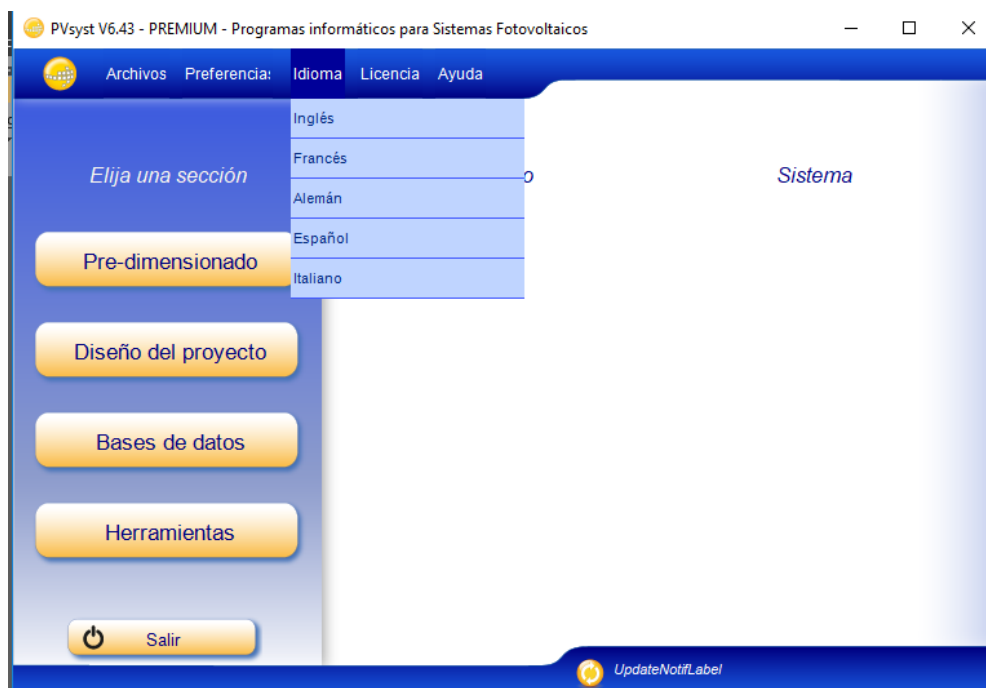 PVsyst V6.43 - PREMIUM - Programas informáticos para Sistemas Fotovoltaicos
Archivos Preferencia: Idioma Licencia Ayuda
Inglés
Francés
Alemán
Español
Italiano
Elija una sección
o
Sistema
Pre-dimensionado
Diseño del proyecto
Bases de datos
Herramientas
Salir
UpdateNotifLabel